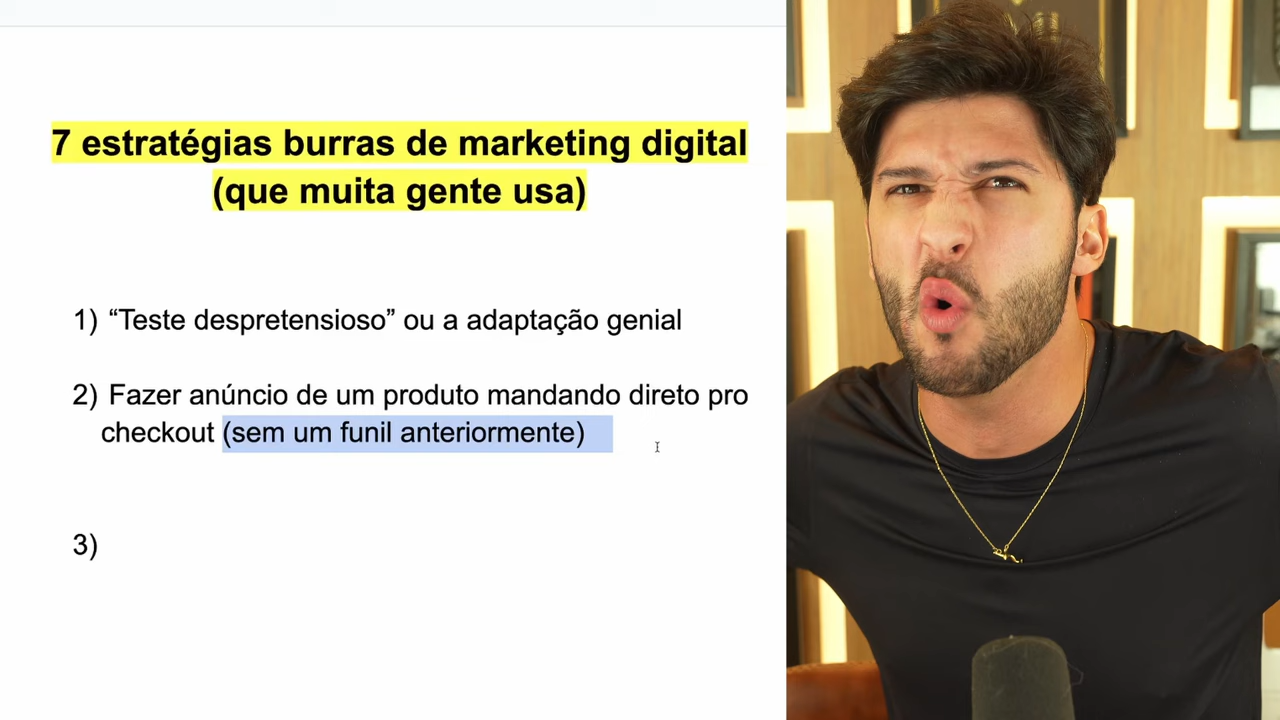 7 estratégias burras de marketing digital
(que muita gente usa)
1) “Teste despretensioso” ou a adaptação genial
2) Fazer anúncio de um produto mandando direto pro
checkout (sem um funil anteriormente)
3)